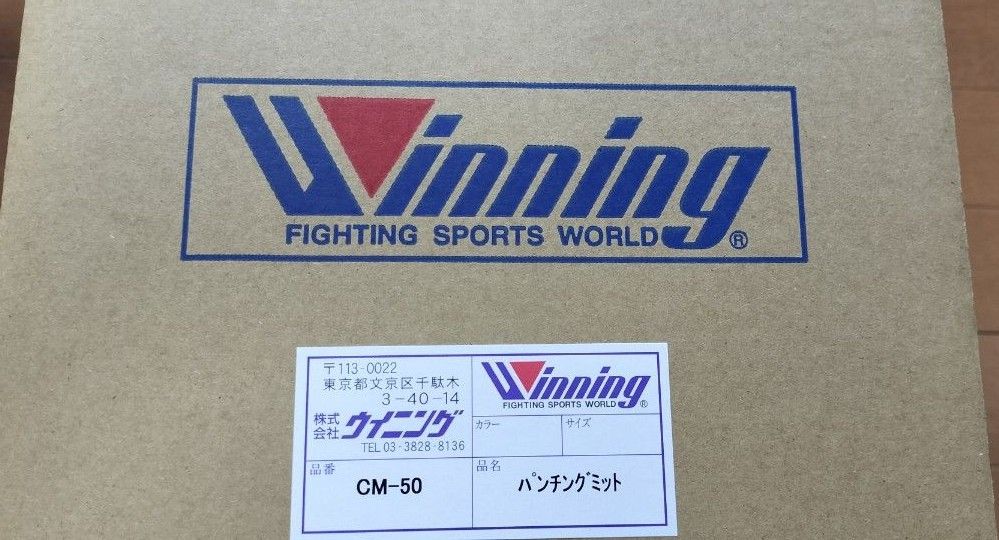 Winning
FIGHTING SPORTS WORLD®
〒113-0022
東京都文京区千駄木
3-40-14
株式会社 ウイニング
TEL 03-3828-8136
Winning
FIGHTING SPORTS WORLD®
カラー
サイズ
品番
CM-50
品名
パンチングミット